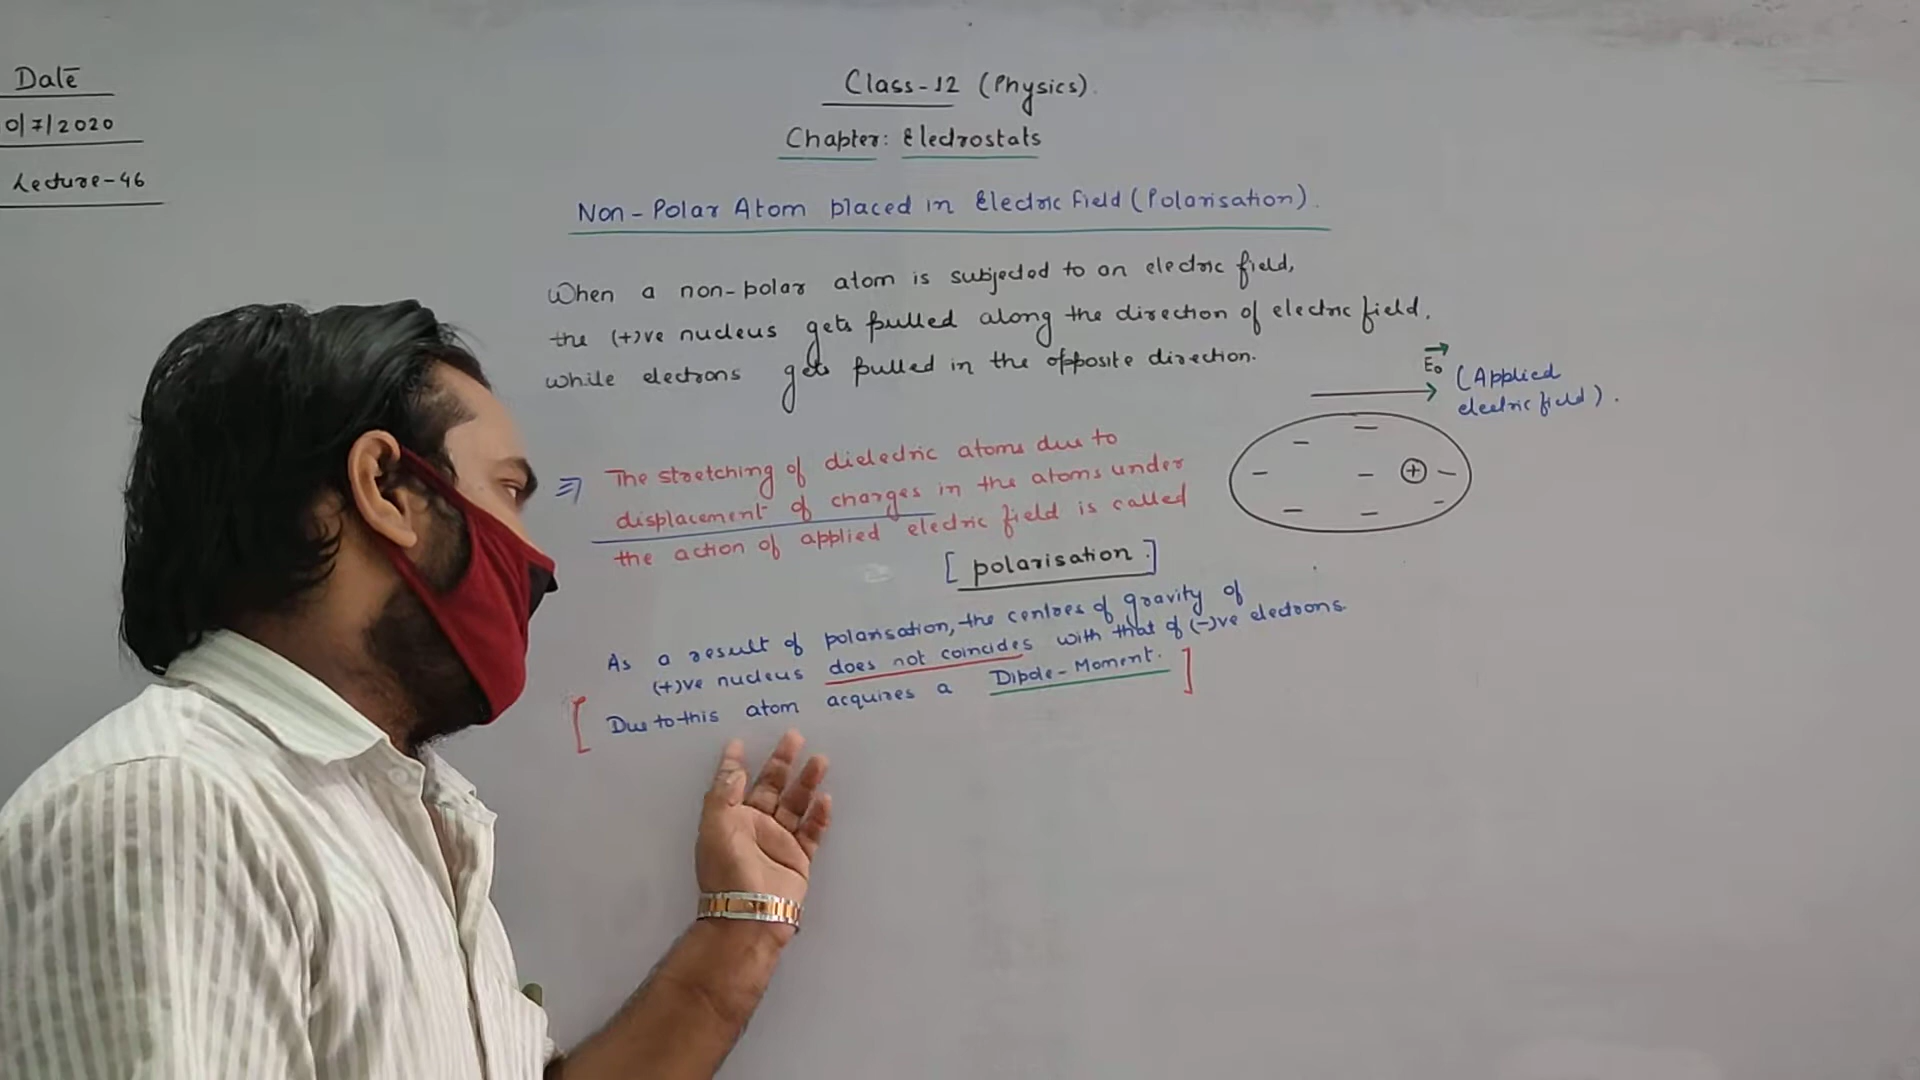 Date
0/7/2020
Lecture-46
Class-12 (Physics).
Chapter: Electrostats
Non-Polar Atom placed in Electric Field (Polarisation).
When a non-polar atom is subjected to an electric field,
the (+)ve nucleus gets pulled along the direction of electric field,
while electrons gets pulled in the opposite direction.
E₀
(Applied
electric field).
⇒ The stretching of dielectric atoms due to
displacement of charges in the atoms under
the action of applied electric field is called
[polarisation.]
As a result of polarisation, the centres of gravity of
(+)ve nucleus does not coincides with that of (-)ve electrons.
[Due to this atom acquires a Dipole-Moment.]